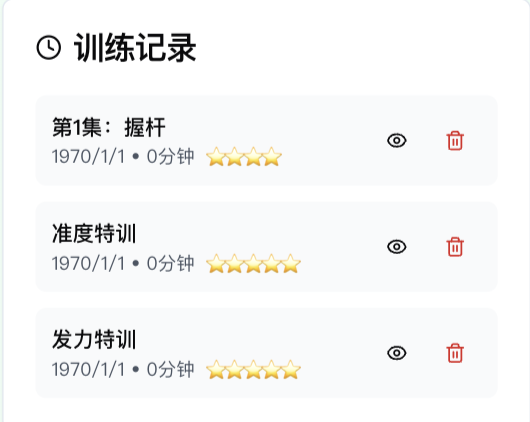 训练记录
第1集：握杆
1970/1/1 • 0分钟 ⭐⭐⭐⭐
准度特训
1970/1/1 • 0分钟 ⭐⭐⭐⭐⭐
发力特训
1970/1/1 • 0分钟 ⭐⭐⭐⭐⭐